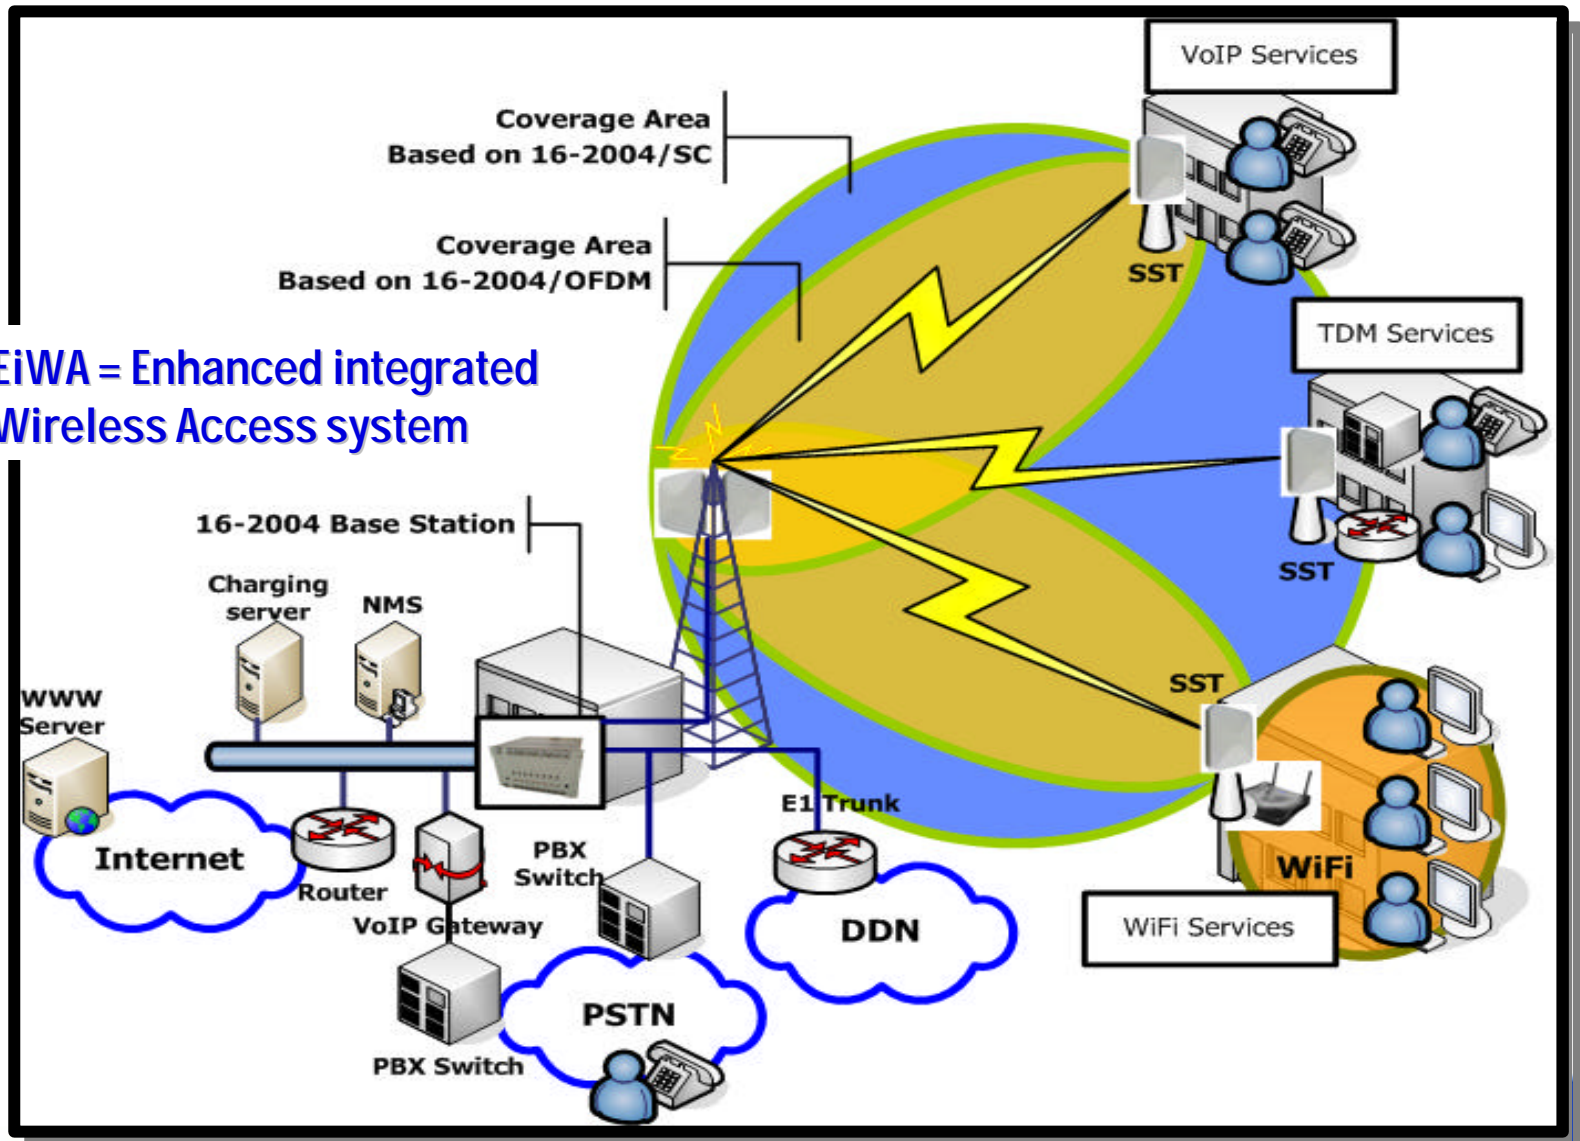 VoIP Services
Coverage Area
Based on 16-2004/SC
Coverage Area
Based on 16-2004/OFDM
SST
TDM Services
EiWA = Enhanced integrated
Wireless Access system
16-2004 Base Station
SST
Charging
server
NMS
SST
WWW
Server
E1 Trunk
Internet
Router
PBX
Switch
WiFi
VoIP Gateway
DDN
WiFi Services
PSTN
PBX Switch